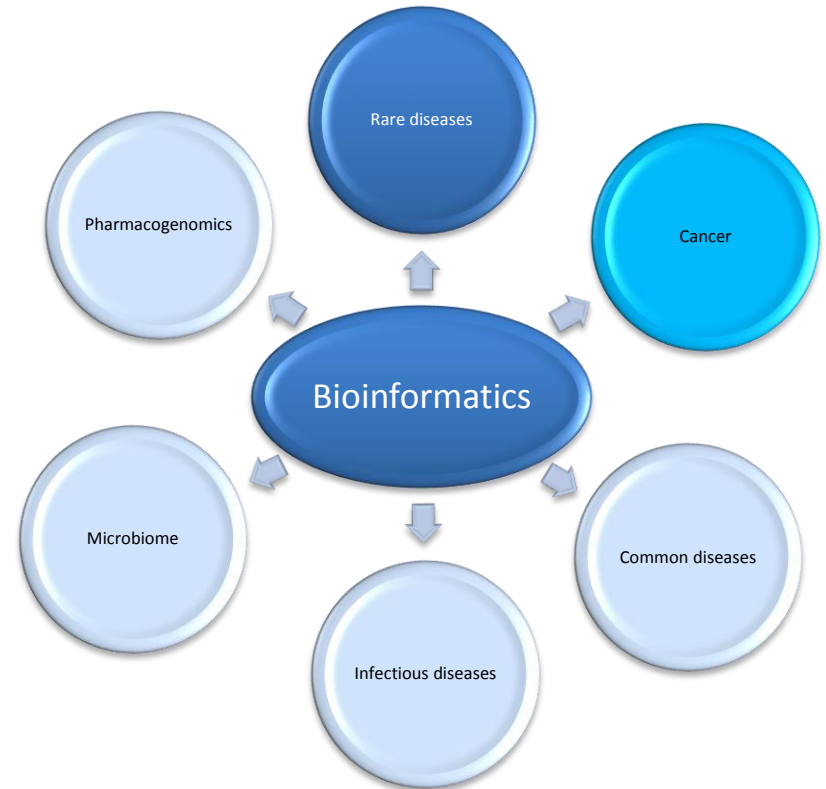 Rare diseases
Pharmacogenomics
Cancer
Bioinformatics
Microbiome
Common diseases
Infectious diseases